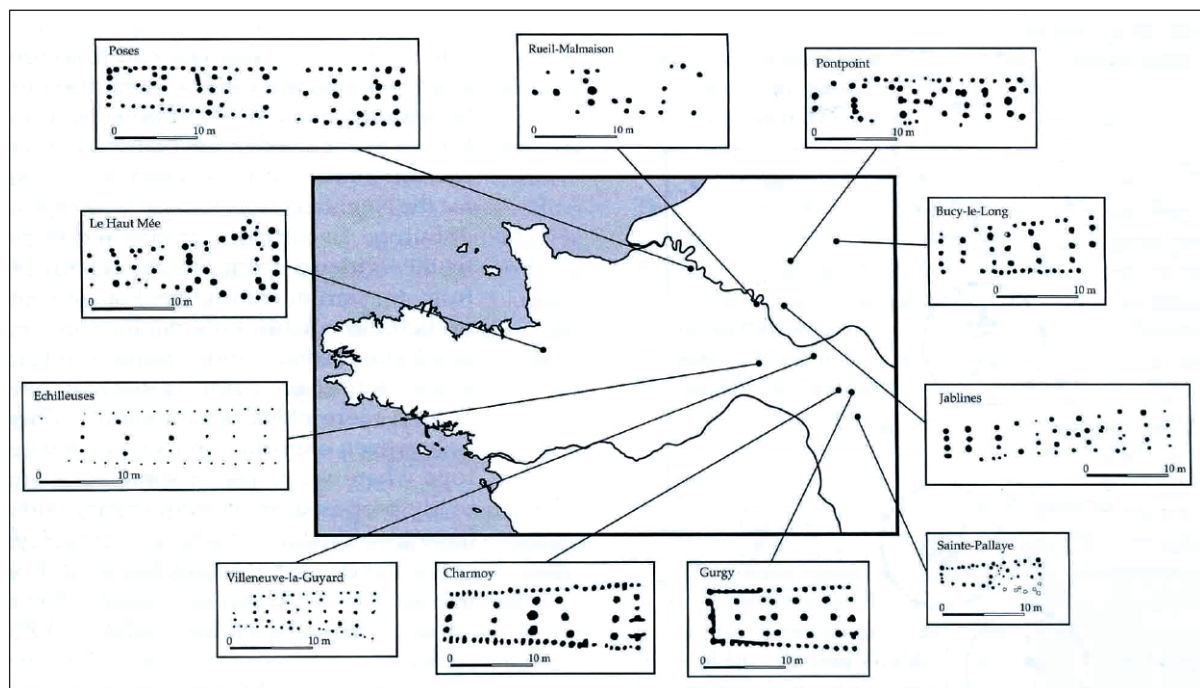 Poses
0 10 m
Rueil-Malmaison
0 10 m
Pontpoint
0 10 m
Le Haut Mée
0 10 m
Bucy-le-Long
0 10 m
Echilleuses
0 10 m
Jablines
0 10 m
Villeneuve-la-Guyard
0 10 m
Charmoy
0 10 m
Gurgy
0 10 m
Sainte-Pallaye
0 10 m